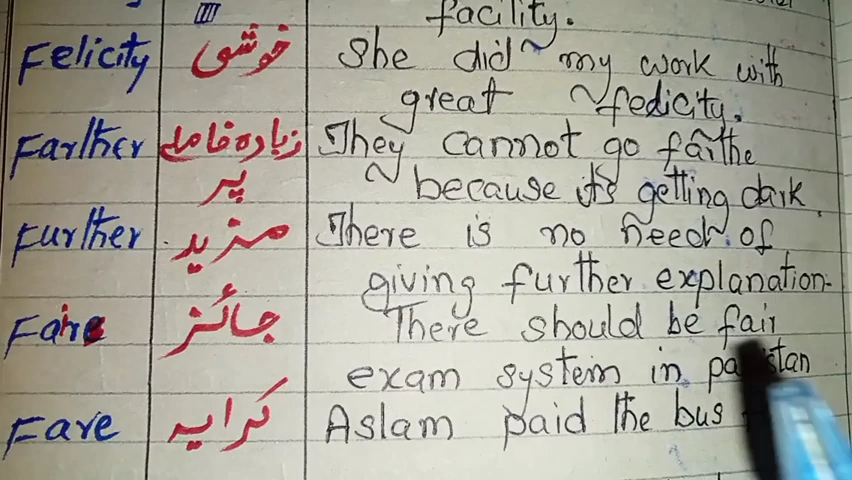 facility.
Felicity خوشی She did my work with
great fedicity.
Farther زیادہ فاصلے They cannot go farthe
پر because it's getting dark.
Further مزید There is no need of
giving further explanation.
Fair جائز There should be fair
exam system in pakistan
Fare کرایہ Aslam paid the bus